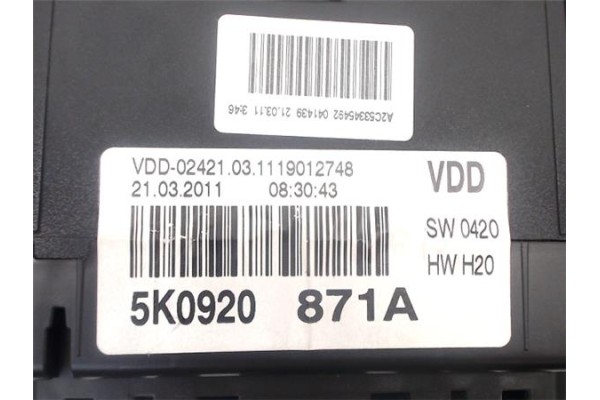 A2C53345492 041439 21.03.11 3:46
VDD-02421.03.1119012748
21.03.2011 08:30:43
VDD
SW 0420
HW H20
5K0920 871A